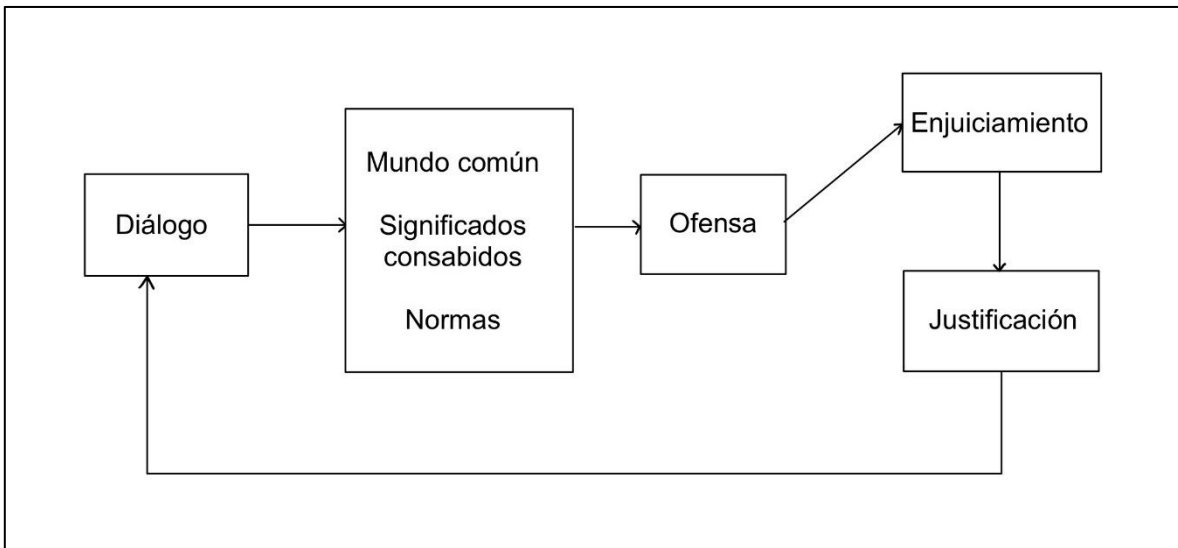 Diálogo
Mundo común
Significados
consabidos
Normas
Ofensa
Enjuiciamiento
Justificación